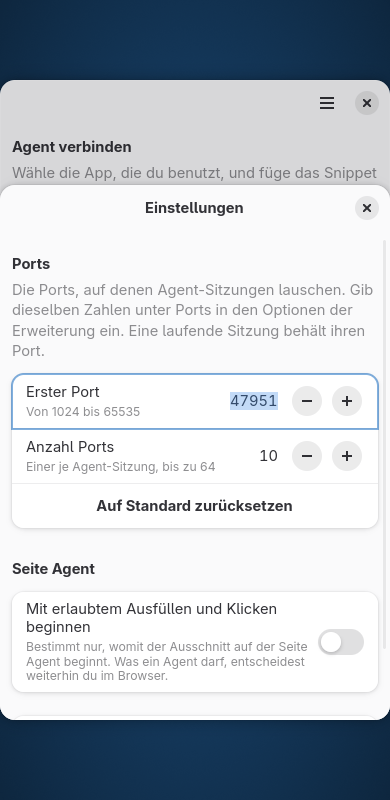 Agent verbinden
Wähle die App, die du benutzt, und füge das Snippet
Einstellungen
Ports
Die Ports, auf denen Agent-Sitzungen lauschen. Gib
dieselben Zahlen unter Ports in den Optionen der
Erweiterung ein. Eine laufende Sitzung behält ihren
Port.
Erster Port
Von 1024 bis 65535
47951
Anzahl Ports
Einer je Agent-Sitzung, bis zu 64
10
Auf Standard zurücksetzen
Seite Agent
Mit erlaubtem Ausfüllen und Klicken
beginnen
Bestimmt nur, womit der Ausschnitt auf der Seite
Agent beginnt. Was ein Agent darf, entscheidest
weiterhin du im Browser.